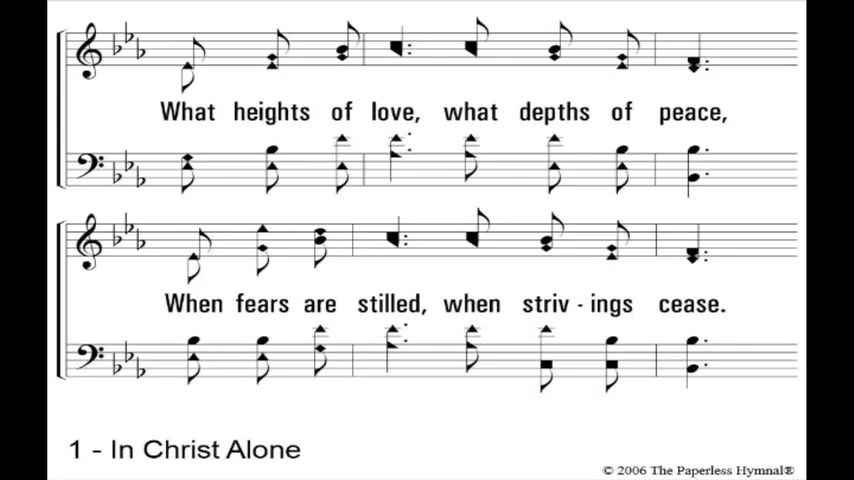 What heights of love, what depths of peace,
When fears are stilled, when striv - ings cease.
1 - In Christ Alone
© 2006 The Paperless Hymnal®